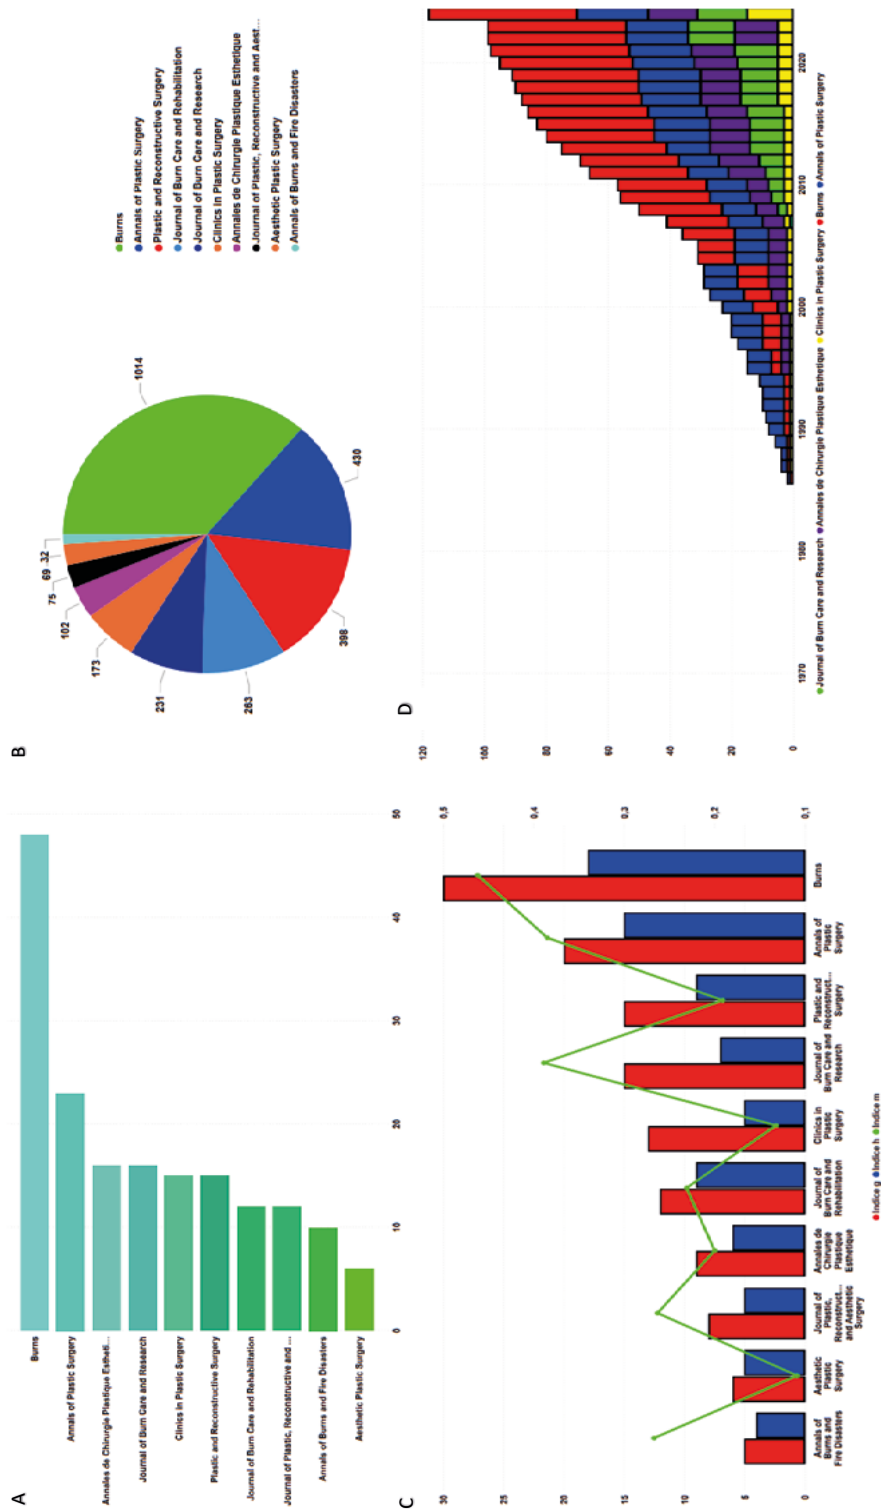 A
Burns
Annals of Plastic Surgery
Annales de Chirurgie Plastique Estheti...
Journal of Burn Care and Research
Clinics in Plastic Surgery
Plastic and Reconstructive Surgery
Journal of Burn Care and Rehabilitation
Journal of Plastic, Reconstructive and ...
Annals of Burns and Fire Disasters
Aesthetic Plastic Surgery
0 10 20 30 40 50
B
1014
430
398
263
231
173
102
75
69
32
Burns
Annals of Plastic Surgery
Plastic and Reconstructive Surgery
Journal of Burn Care and Rehabilitation
Journal of Burn Care and Research
Clinics in Plastic Surgery
Annales de Chirurgie Plastique Esthetique
Journal of Plastic, Reconstructive and Aest...
Aesthetic Plastic Surgery
Annals of Burns and Fire Disasters
C
30
25
20
15
10
5
0
0,5
0,4
0,3
0,2
0,1
Annals of
Burns and
Fire Disasters
Aesthetic
Plastic
Surgery
Journal of
Plastic,
Reconstruct...
and Aesthetic
Surgery
Annales de
Chirurgie
Plastique
Esthetique
Journal of
Burn Care and
Rehabilitation
Clinics in
Plastic
Surgery
Journal of
Burn Care and
Research
Plastic and
Reconstruct...
Surgery
Annals of
Plastic
Surgery
Burns
Indice g Indice h Indice m
D
120
100
80
60
40
20
0
1970 1980 1990 2000 2010 2020
Journal of Burn Care and Research Annales de Chirurgie Plastique Esthetique Clinics in Plastic Surgery Burns Annals of Plastic Surgery